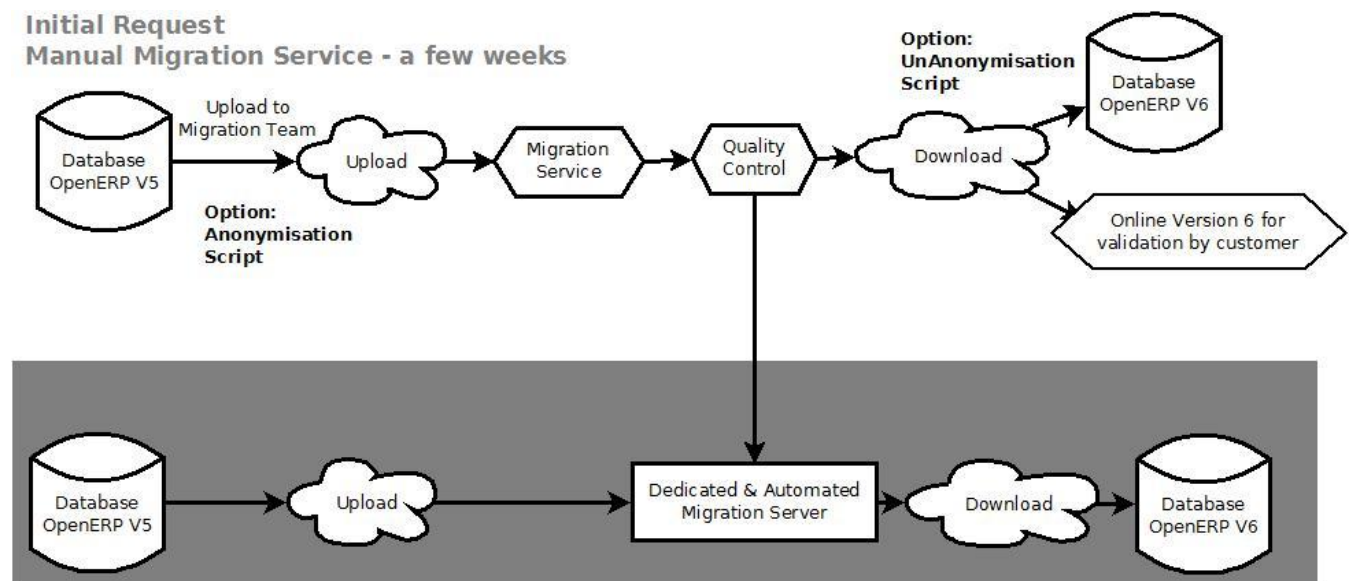 Initial Request
Manual Migration Service - a few weeks
Option:
UnAnonymisation
Script
Database
OpenERP V6
Upload to
Migration Team
Database
OpenERP V5
Upload
Migration
Service
Quality
Control
Download
Option:
Anonymisation
Script
Online Version 6 for
validation by customer
Database
OpenERP V5
Upload
Dedicated & Automated
Migration Server
Download
Database
OpenERP V6